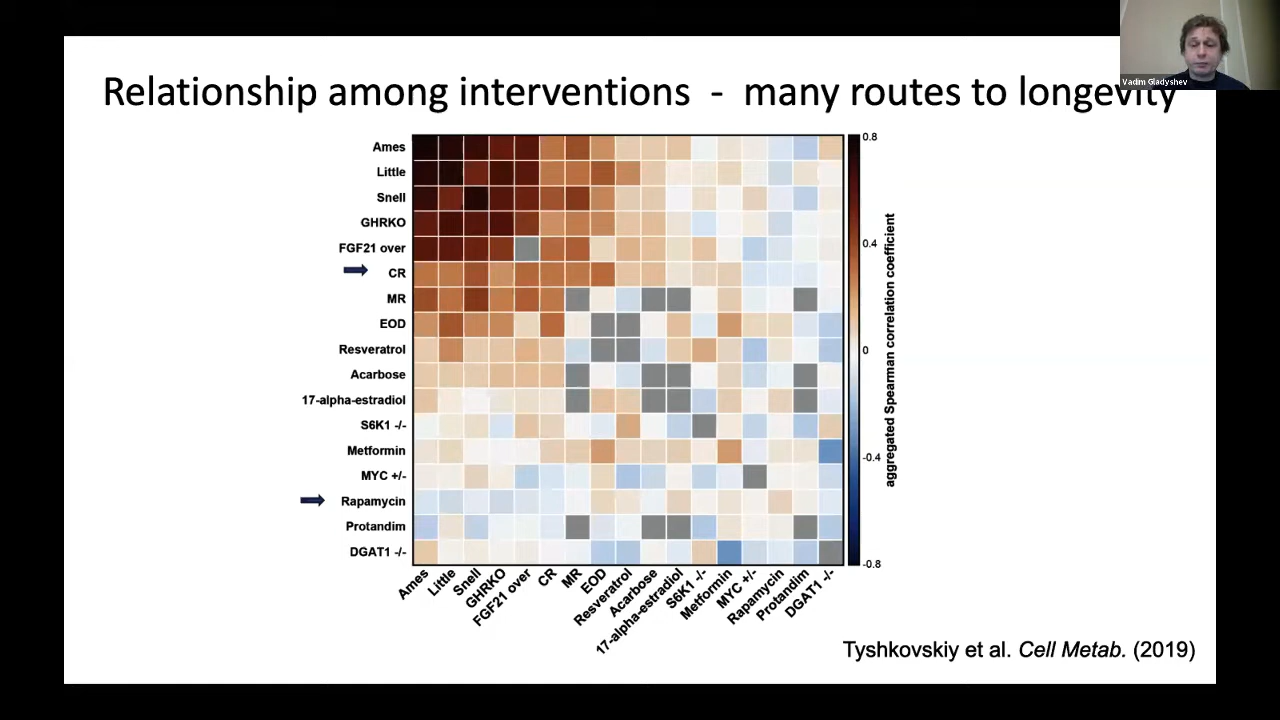 Vadim Gladyshev
Relationship among interventions - many routes to longevity
Ames
Little
Snell
GHRKO
FGF21 over
CR
MR
EOD
Resveratrol
Acarbose
17-alpha-estradiol
S6K1 -/-
Metformin
MYC +/-
Rapamycin
Protandim
DGAT1 -/-
0.8
0.4
0
-0.4
-0.8
aggregated Spearman correlation coefficient
Ames
Little
Snell
GHRKO
FGF21 over
CR
MR
EOD
Resveratrol
Acarbose
17-alpha-estradiol
S6K1 -/-
Metformin
MYC +/-
Rapamycin
Protandim
DGAT1 -/-
Tyshkovskiy et al. Cell Metab. (2019)